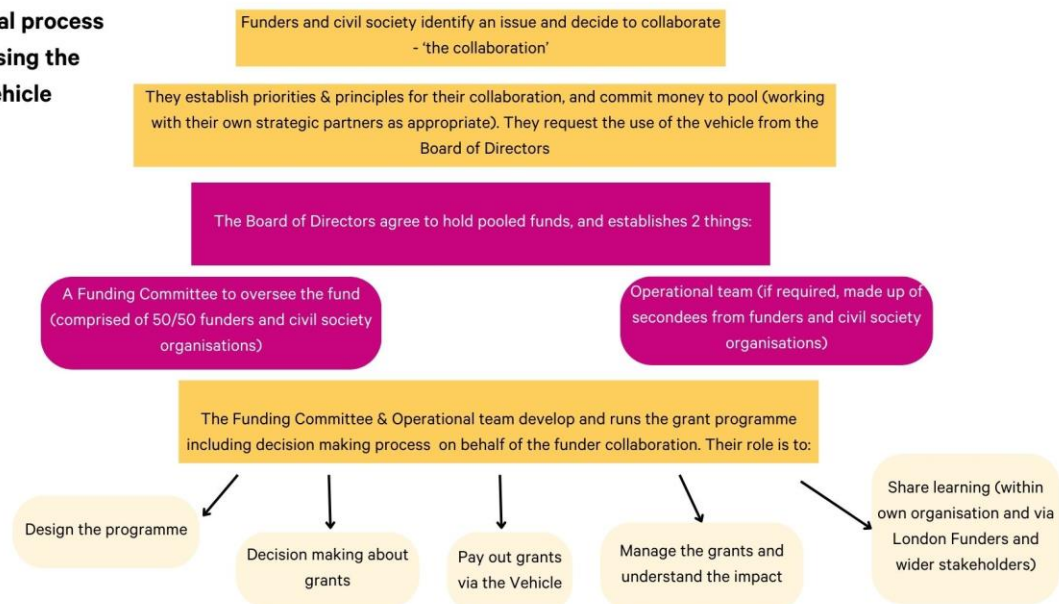 al process
sing the
ehicle
Funders and civil society identify an issue and decide to collaborate
- ‘the collaboration’
They establish priorities & principles for their collaboration, and commit money to pool (working
with their own strategic partners as appropriate). They request the use of the vehicle from the
Board of Directors
The Board of Directors agree to hold pooled funds, and establishes 2 things:
A Funding Committee to oversee the fund
(comprised of 50/50 funders and civil society
organisations)
Operational team (if required, made up of
secondees from funders and civil society
organisations)
The Funding Committee & Operational team develop and runs the grant programme
including decision making process on behalf of the funder collaboration. Their role is to:
Design the programme
Decision making about
grants
Pay out grants
via the Vehicle
Manage the grants and
understand the impact
Share learning (within
own organisation and via
London Funders and
wider stakeholders)